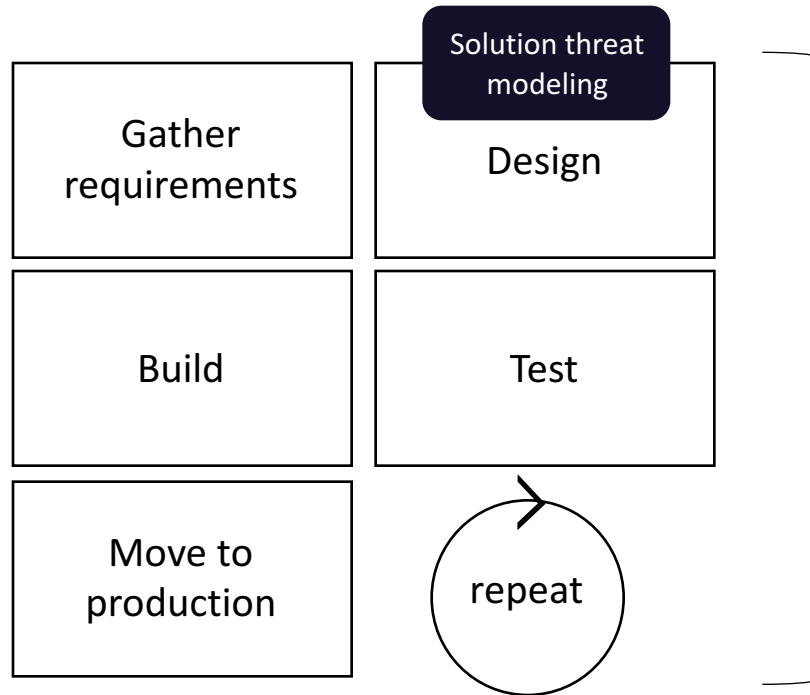 Gather
requirements
Solution threat
modeling
Design
Build
Test
Move to
production
repeat